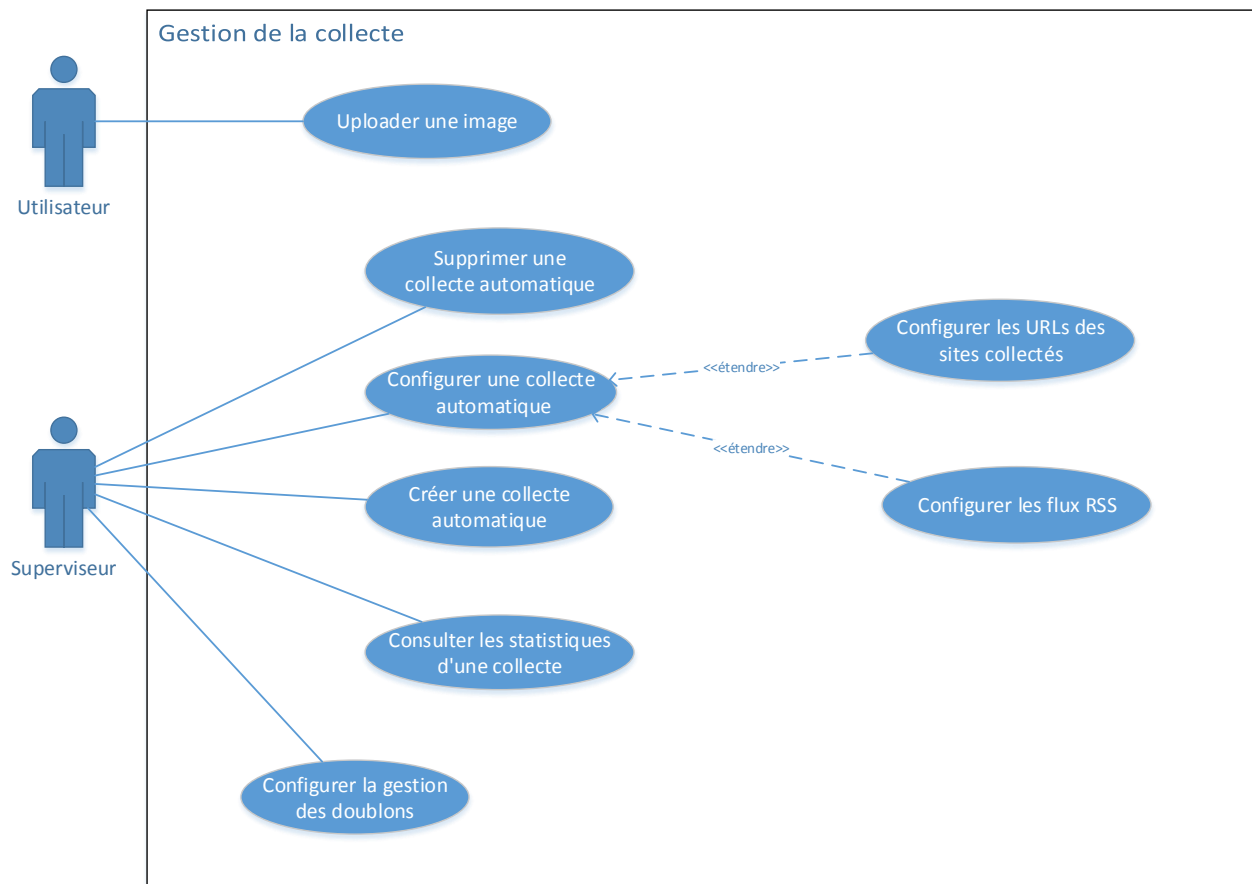 Gestion de la collecte
Uploader une image
Utilisateur
Supprimer une
collecte automatique
Configurer les URLs des
sites collectés
<<étendre>>
Configurer une collecte
automatique
<<étendre>>
Créer une collecte
automatique
Configurer les flux RSS
Superviseur
Consulter les statistiques
d'une collecte
Configurer la gestion
des doublons